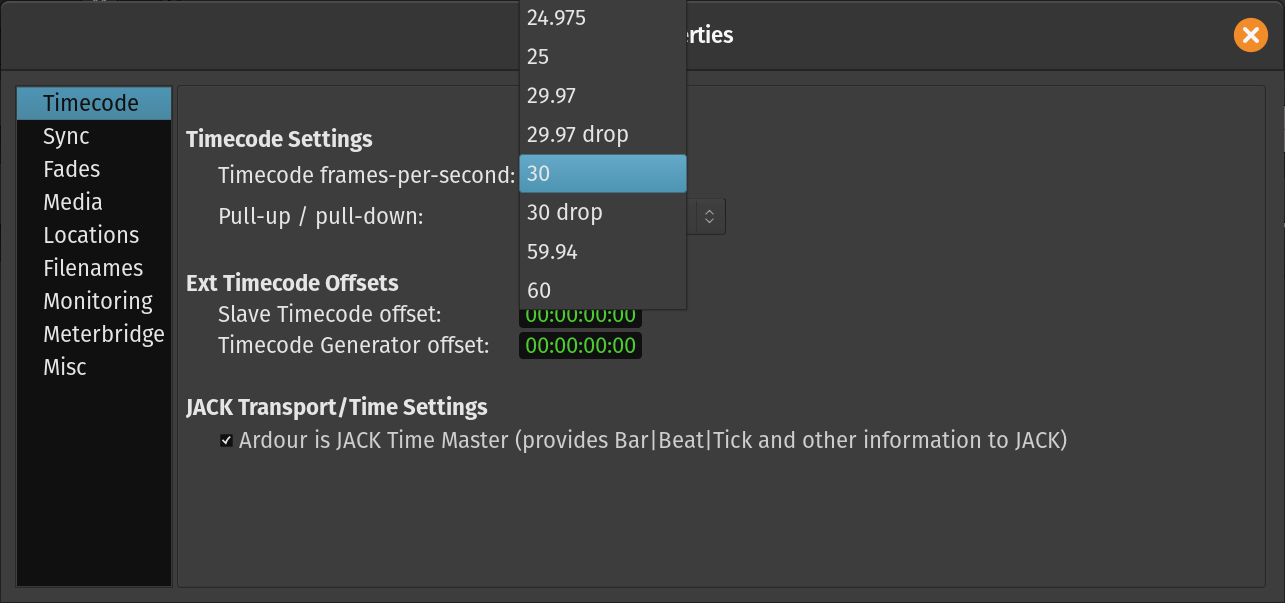 24.975
erties
25
29.97
29.97 drop
30
30 drop
59.94
60
Timecode
Sync
Fades
Media
Locations
Filenames
Monitoring
Meterbridge
Misc
Timecode Settings
Timecode frames-per-second:
Pull-up / pull-down:
Ext Timecode Offsets
Slave Timecode offset: 00:00:00:00
Timecode Generator offset: 00:00:00:00
JACK Transport/Time Settings
Ardour is JACK Time Master (provides Bar|Beat|Tick and other information to JACK)